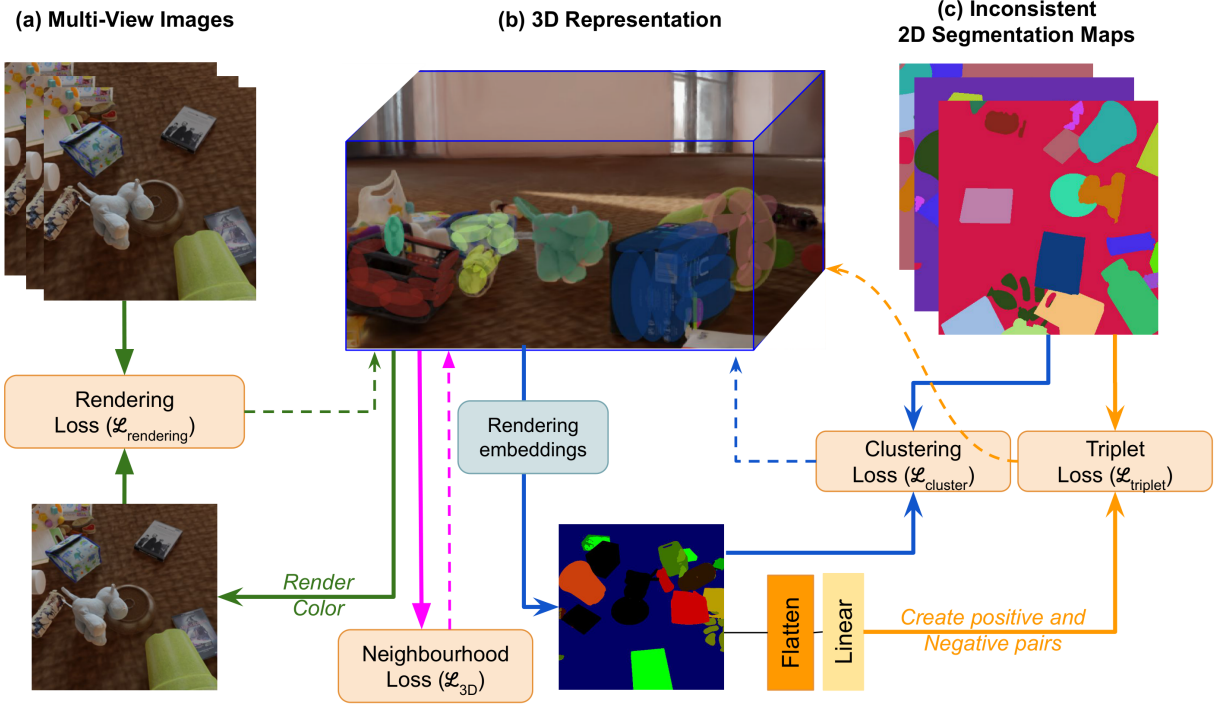 (a) Multi-View Images
(b) 3D Representation
(c) Inconsistent
2D Segmentation Maps
Rendering
Loss (ℒrendering)
Rendering
embeddings
Clustering
Loss (ℒcluster)
Triplet
Loss (ℒtriplet)
Render
Color
Neighbourhood
Loss (ℒ3D)
Flatten
Linear
Create positive and
Negative pairs